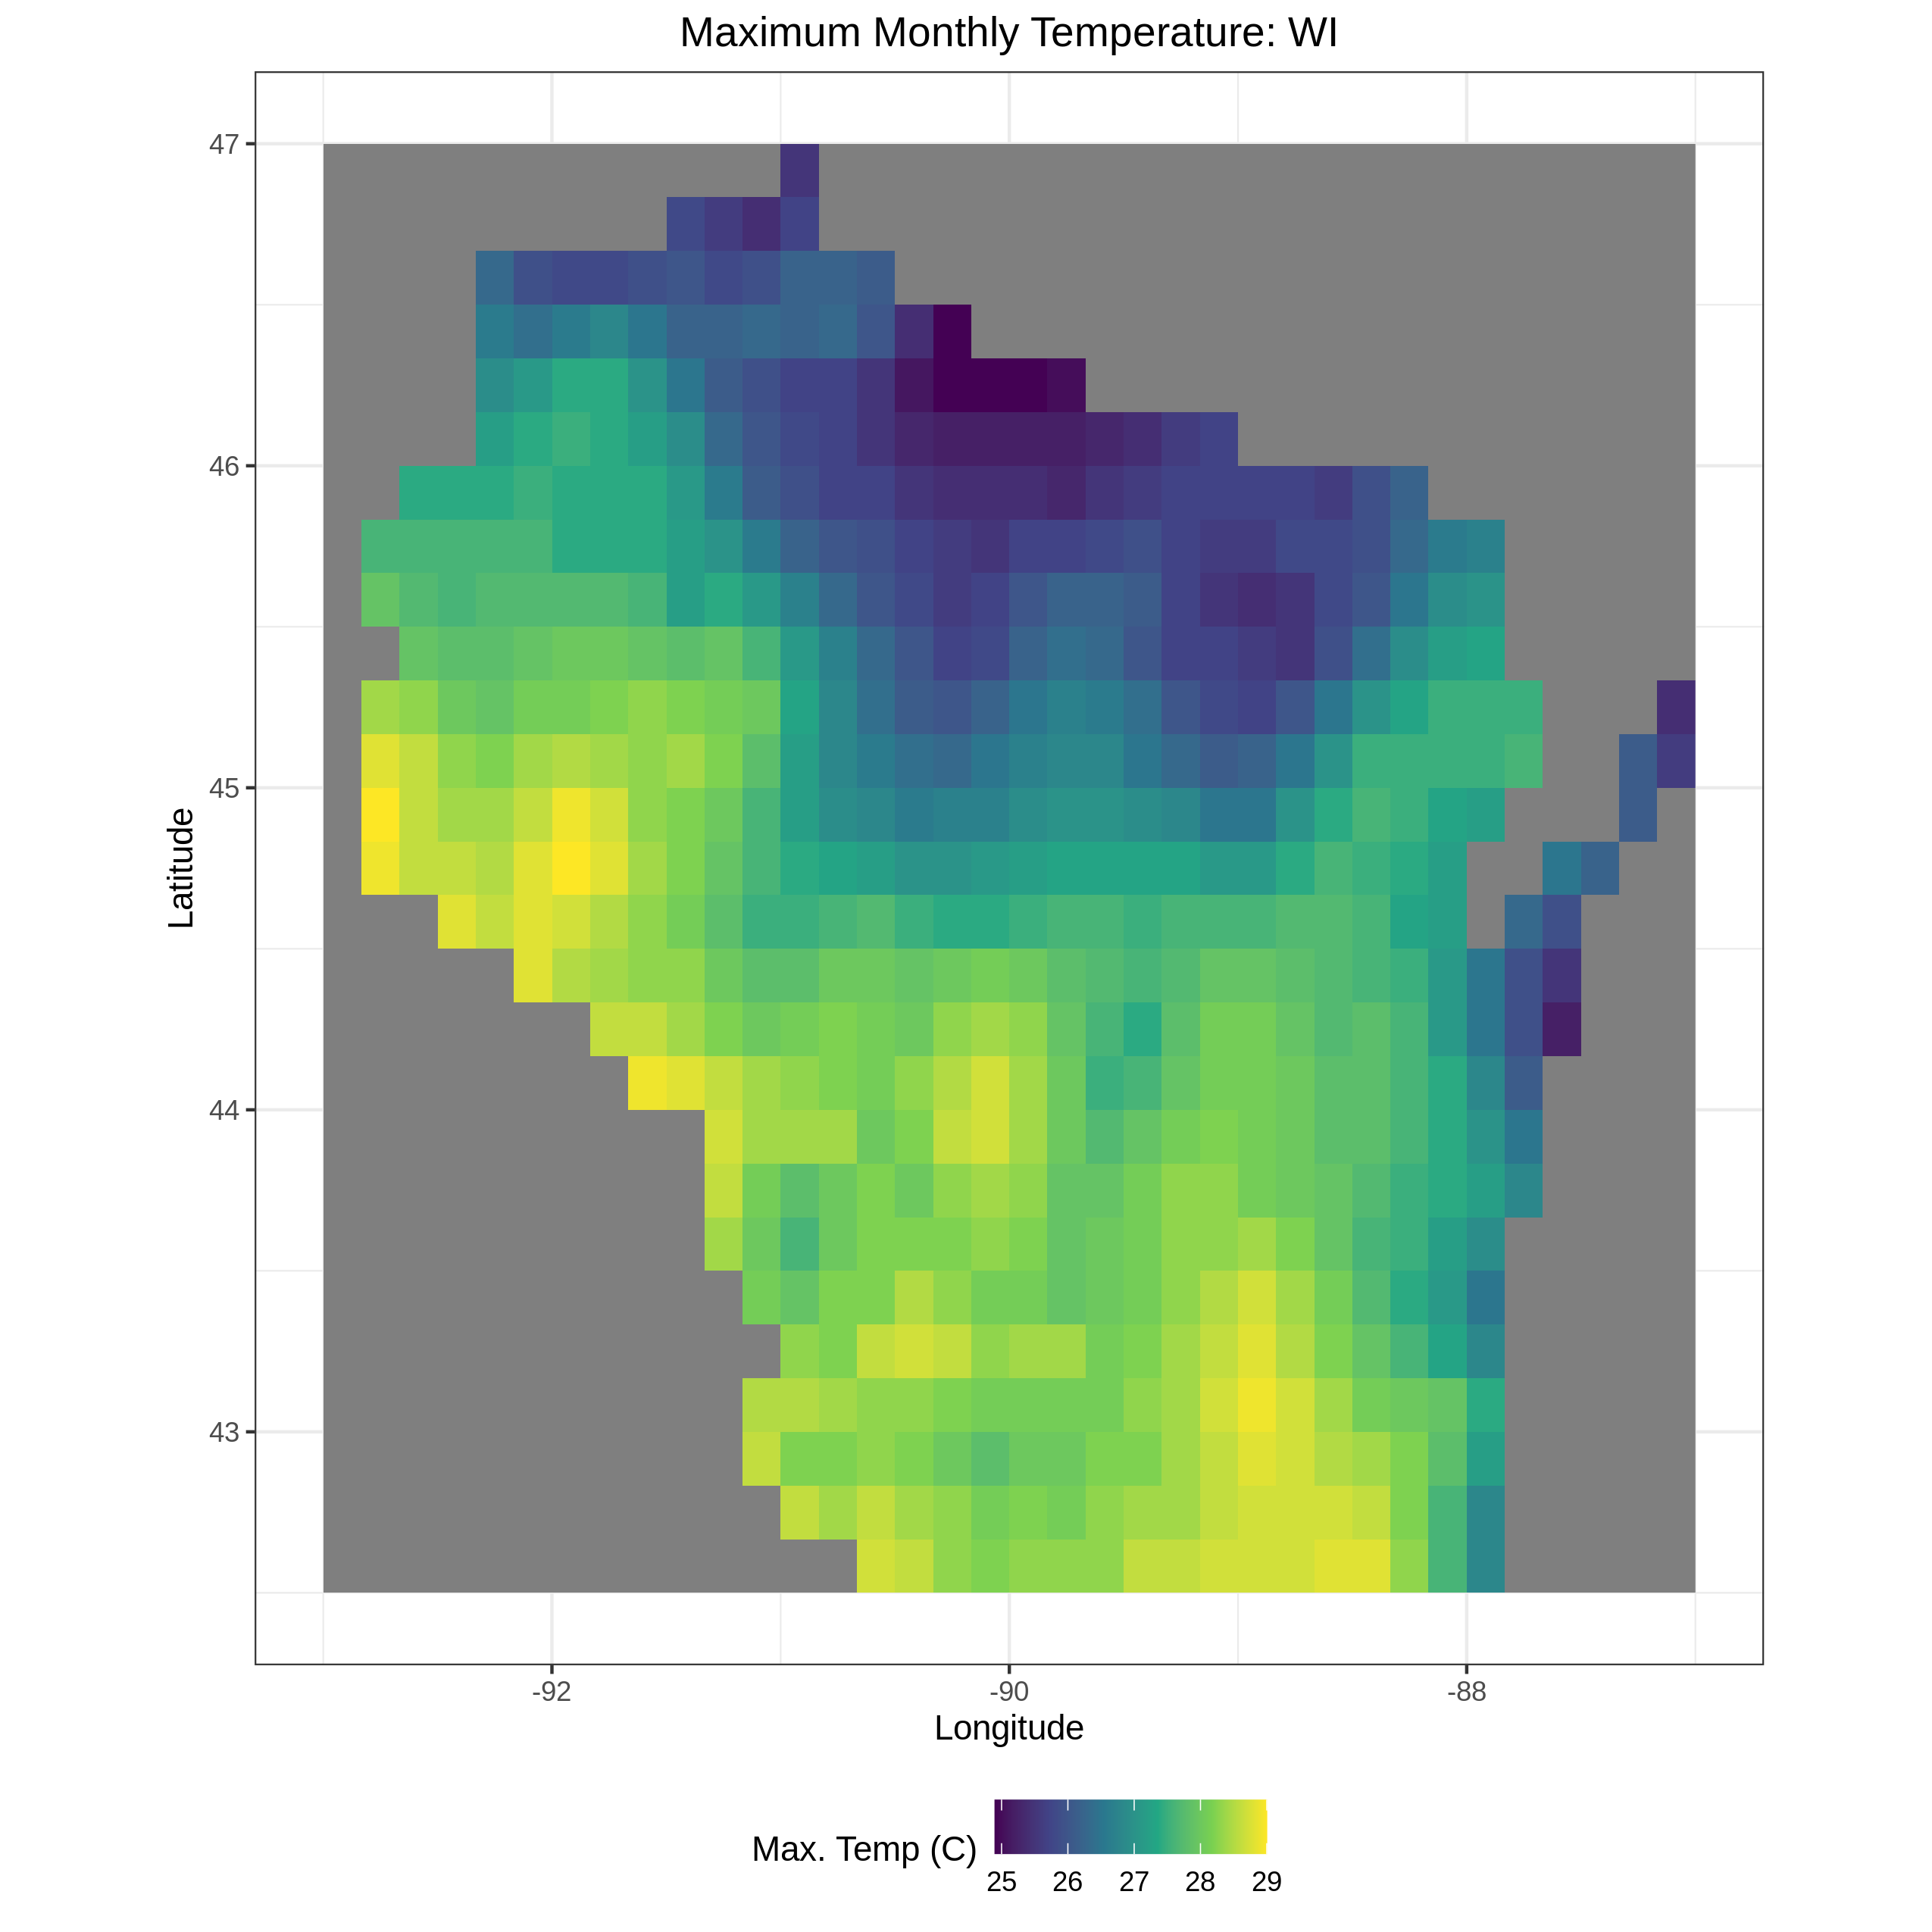 Maximum Monthly Temperature: WI
47
46
45
44
43
Latitude
-92 -90 -88
Longitude
Max. Temp (C)
25 26 27 28 29